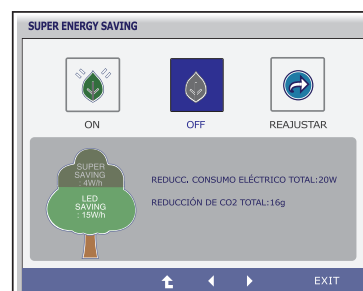 SUPER ENERGY SAVING
ON
OFF
REAJUSTAR
SUPER
SAVING
: 4W/h
LED
SAVING
: 15W/h
REDUCC. CONSUMO ELÉCTRICO TOTAL:20W
REDUCCIÓN DE CO2 TOTAL:16g
EXIT